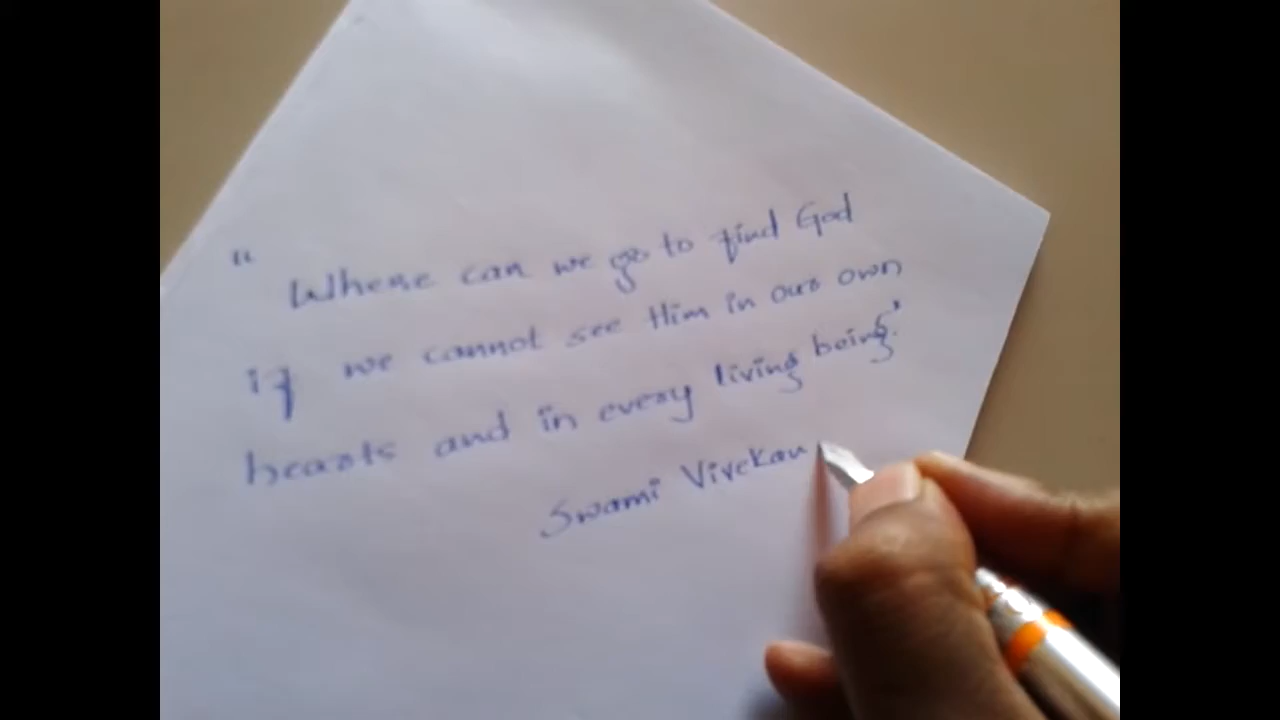 " Where can we go to find God
if we cannot see Him in our own
hearts and in every living being."
Swami Vivekan